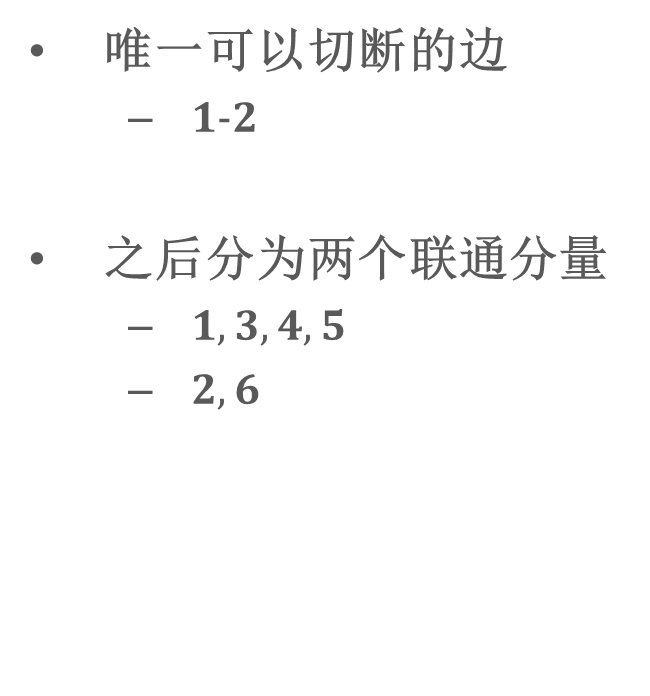 • 唯一可以切断的边
– 1-2
• 之后分为两个联通分量
– 1, 3, 4, 5
– 2, 6